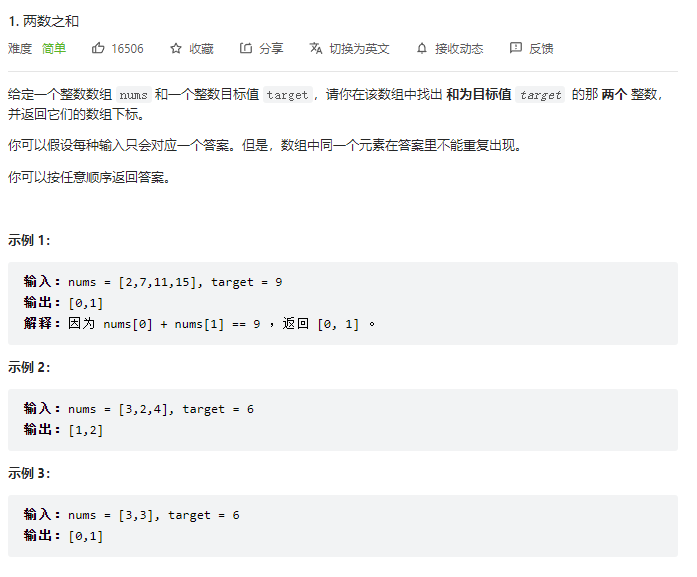 1. 两数之和
难度 简单 16506 收藏 分享 切换为英文 接收动态 反馈
给定一个整数数组 nums 和一个整数目标值 target，请你在该数组中找出 和为目标值 target 的那 两个 整数，
并返回它们的数组下标。
你可以假设每种输入只会对应一个答案。但是，数组中同一个元素在答案里不能重复出现。
你可以按任意顺序返回答案。
示例 1：
输入：nums = [2,7,11,15], target = 9
输出：[0,1]
解释：因为 nums[0] + nums[1] == 9 ，返回 [0, 1] 。
示例 2：
输入：nums = [3,2,4], target = 6
输出：[1,2]
示例 3：
输入：nums = [3,3], target = 6
输出：[0,1]